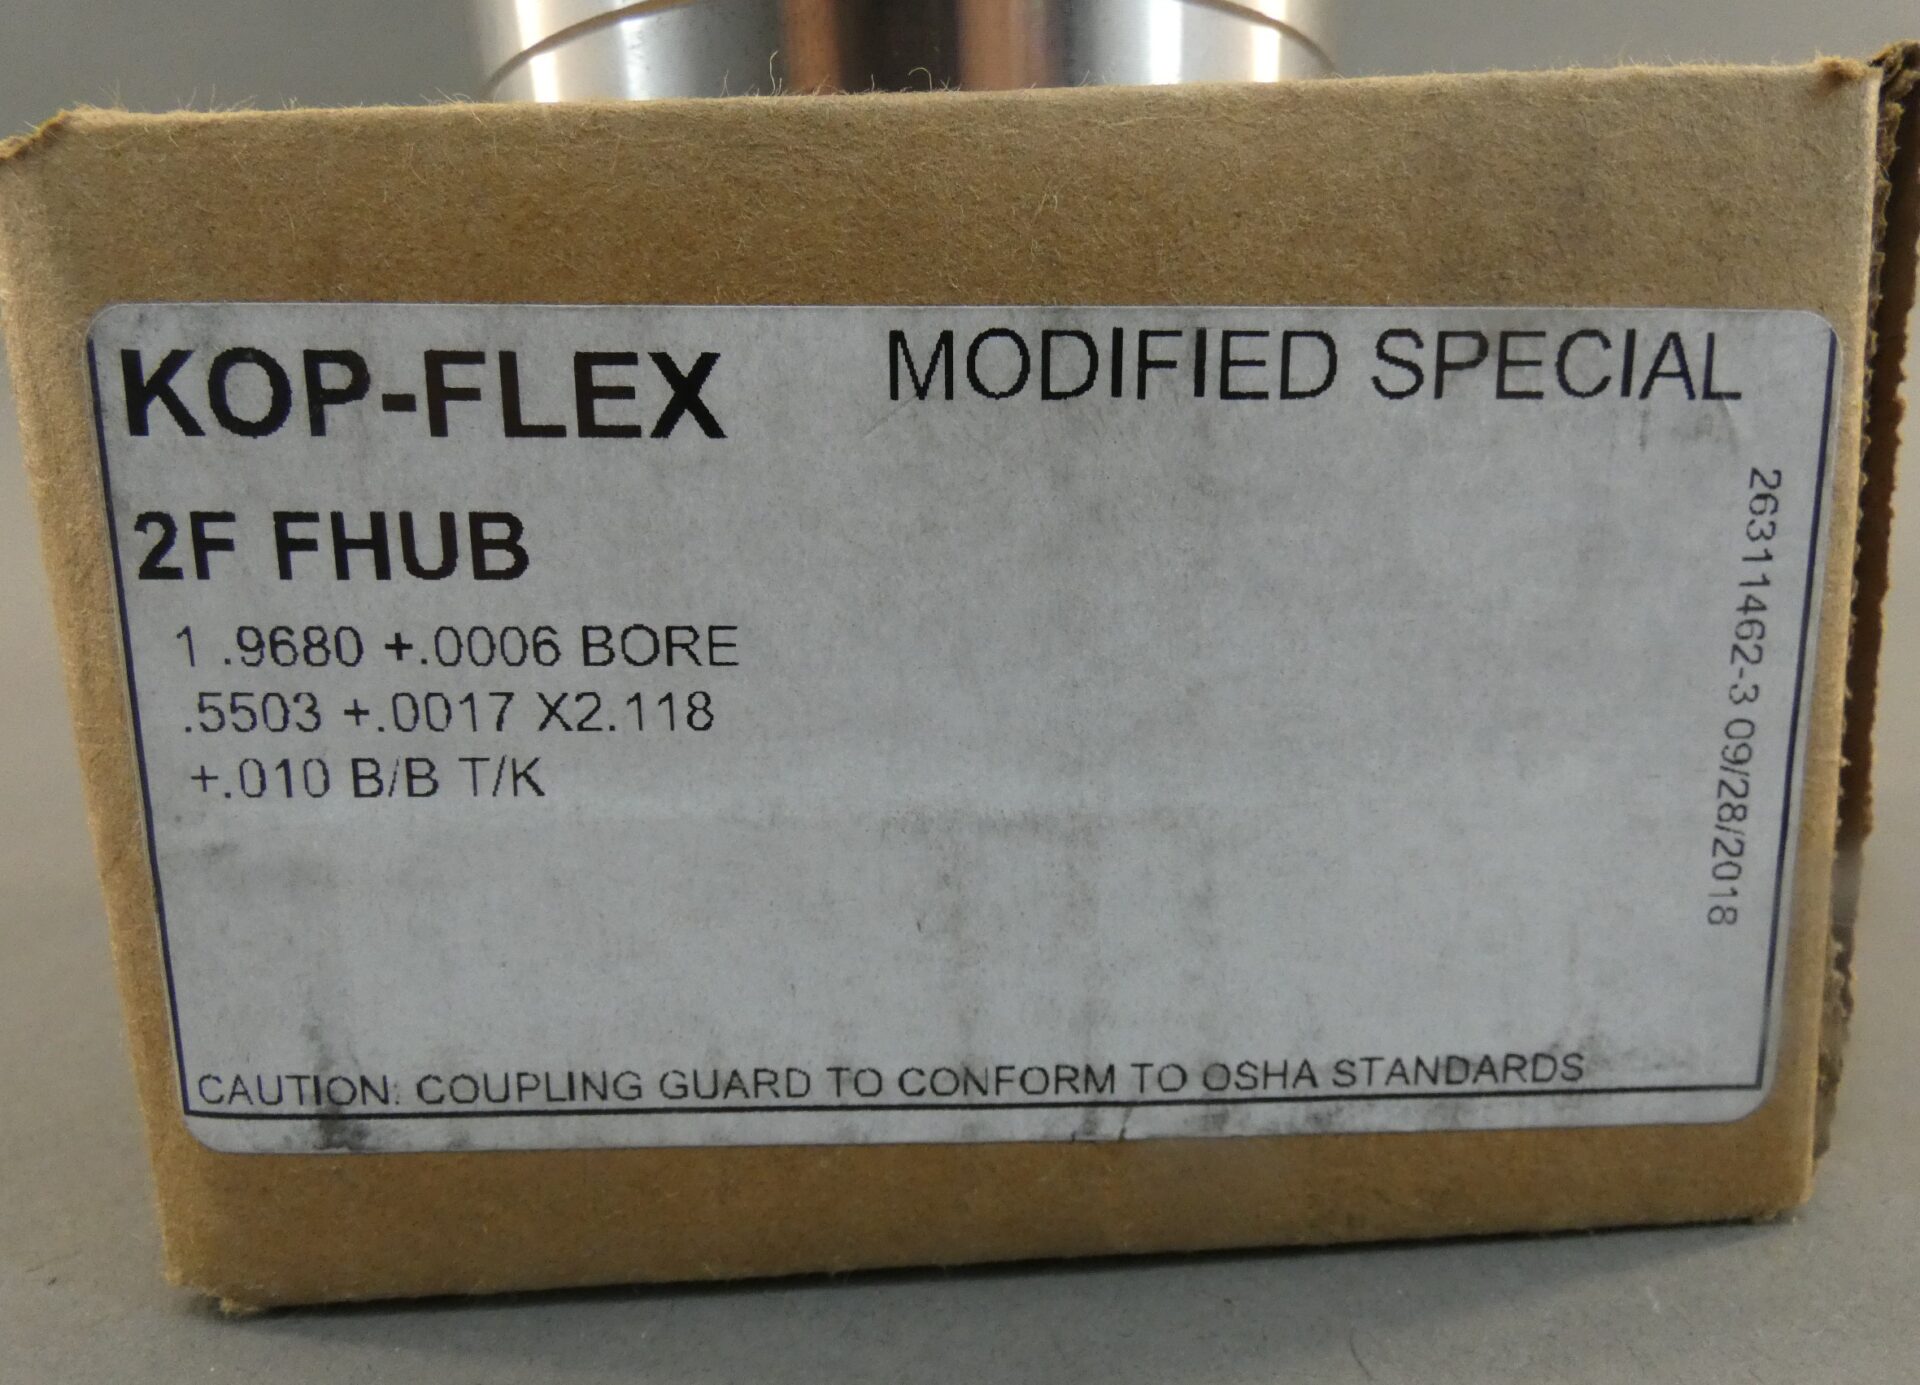 KOP-FLEX
MODIFIED SPECIAL
2F FHUB
1 .9680 +.0006 BORE
.5503 +.0017 X2.118
+.010 B/B T/K
26311462-3 09/28/2018
CAUTION: COUPLING GUARD TO CONFORM TO OSHA STANDARDS